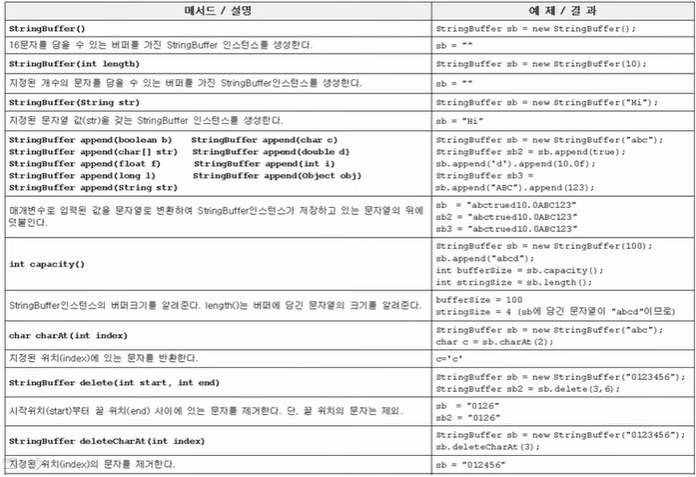 메서드 / 설명
예 제 / 결 과
StringBuffer()
StringBuffer sb = new StringBuffer();
16문자를 담을 수 있는 버퍼를 가진 StringBuffer 인스턴스를 생성한다.
sb = ""
StringBuffer(int length)
StringBuffer sb = new StringBuffer(10);
지정된 개수의 문자를 담을 수 있는 버퍼를 가진 StringBuffer인스턴스를 생성한다.
sb = ""
StringBuffer(String str)
StringBuffer sb = new StringBuffer("Hi");
지정된 문자열 값(str)을 갖는 StringBuffer 인스턴스를 생성한다.
sb = "Hi"
StringBuffer append(boolean b) StringBuffer append(char c)
StringBuffer append(char[] str) StringBuffer append(double d)
StringBuffer append(float f) StringBuffer append(int i)
StringBuffer append(long l) StringBuffer append(Object obj)
StringBuffer append(String str)
StringBuffer sb = new StringBuffer("abc");
StringBuffer sb2 = sb.append(true);
sb.append('d').append(10.0f);
StringBuffer sb3 =
sb.append("ABC").append(123);
매개변수로 입력된 값을 문자열로 변환하여 StringBuffer인스턴스가 저장하고 있는 문자열의 뒤에
덧붙인다.
sb = "abctrued10.0ABC123"
sb2 = "abctrued10.0ABC123"
sb3 = "abctrued10.0ABC123"
int capacity()
StringBuffer sb = new StringBuffer(100);
sb.append("abcd");
int bufferSize = sb.capacity();
int stringSize = sb.length();
StringBuffer인스턴스의 버퍼크기를 알려준다. length()는 버퍼에 담긴 문자열의 크기를 알려준다.
bufferSize = 100
stringSize = 4 (sb에 담긴 문자열이 "abcd"이므로)
char charAt(int index)
StringBuffer sb = new StringBuffer("abc");
char c = sb.charAt(2);
지정된 위치(index)에 있는 문자를 반환한다.
c='c'
StringBuffer delete(int start, int end)
StringBuffer sb = new StringBuffer("0123456");
StringBuffer sb2 = sb.delete(3,6);
시작위치(start)부터 끝 위치(end) 사이에 있는 문자를 제거한다. 단, 끝 위치의 문자는 제외.
sb = "0126"
sb2 = "0126"
StringBuffer deleteCharAt(int index)
StringBuffer sb = new StringBuffer("0123456");
sb.deleteCharAt(3);
지정된 위치(index)의 문자를 제거한다.
sb = "012456"